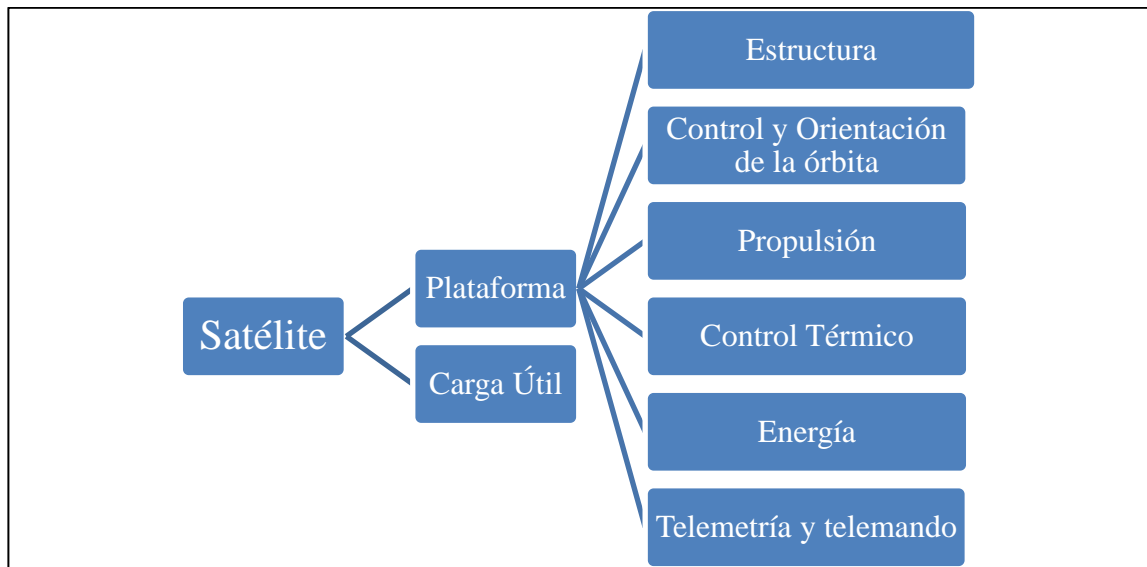 Satélite
Plataforma
Carga Útil
Estructura
Control y Orientación
de la órbita
Propulsión
Control Térmico
Energía
Telemetría y telemando